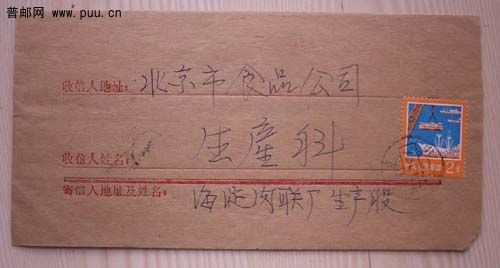 普邮网 www.puu.cn
收信人地址: 北京市食品公司
收信人姓名: 生產科
寄信人地址及姓名: 海淀肉联厂生产股
2